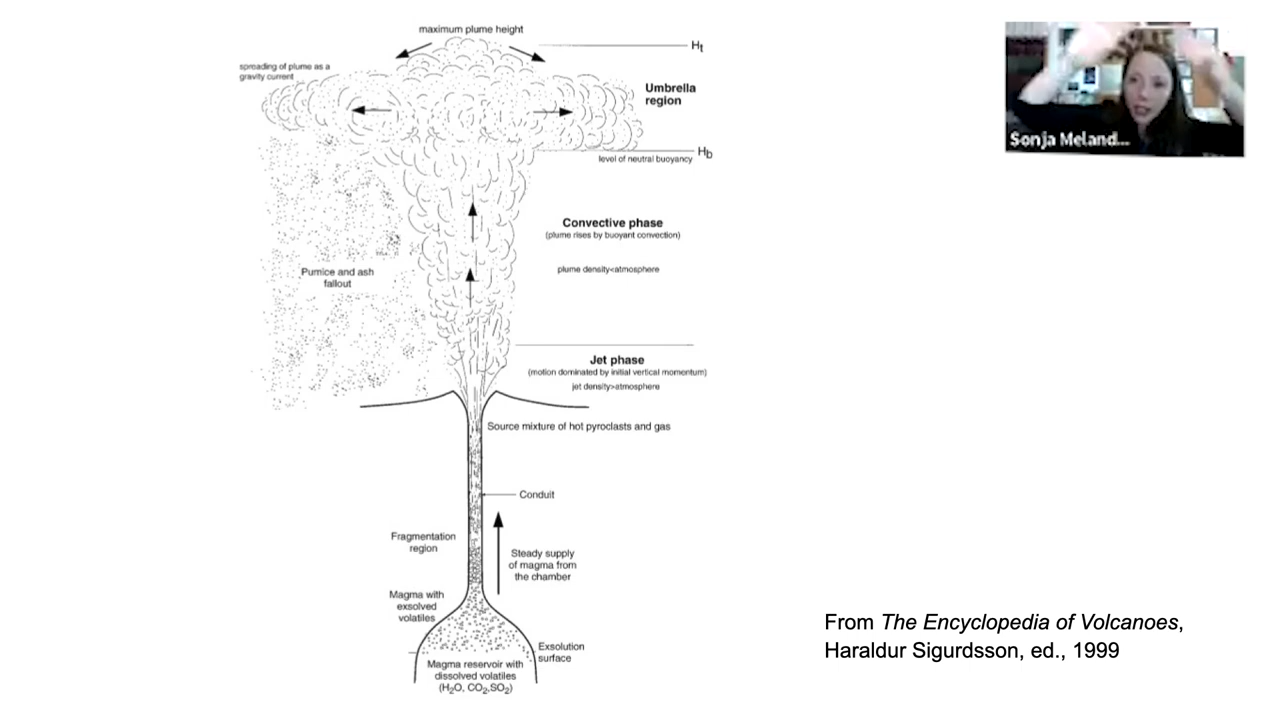 maximum plume height
Ht
spreading of plume as a
gravity current
Umbrella
region
Sonja Meland...
Hb
level of neutral buoyancy
Convective phase
(plume rises by buoyant convection)
plume density<atmosphere
Pumice and ash
fallout
Jet phase
(motion dominated by initial vertical momentum)
jet density>atmosphere
Source mixture of hot pyroclasts and gas
Conduit
Fragmentation
region
Steady supply
of magma from
the chamber
Magma with
exsolved
volatiles
Exsolution
surface
Magma reservoir with
dissolved volatiles
(H₂O, CO₂,SO₂)
From The Encyclopedia of Volcanoes,
Haraldur Sigurdsson, ed., 1999